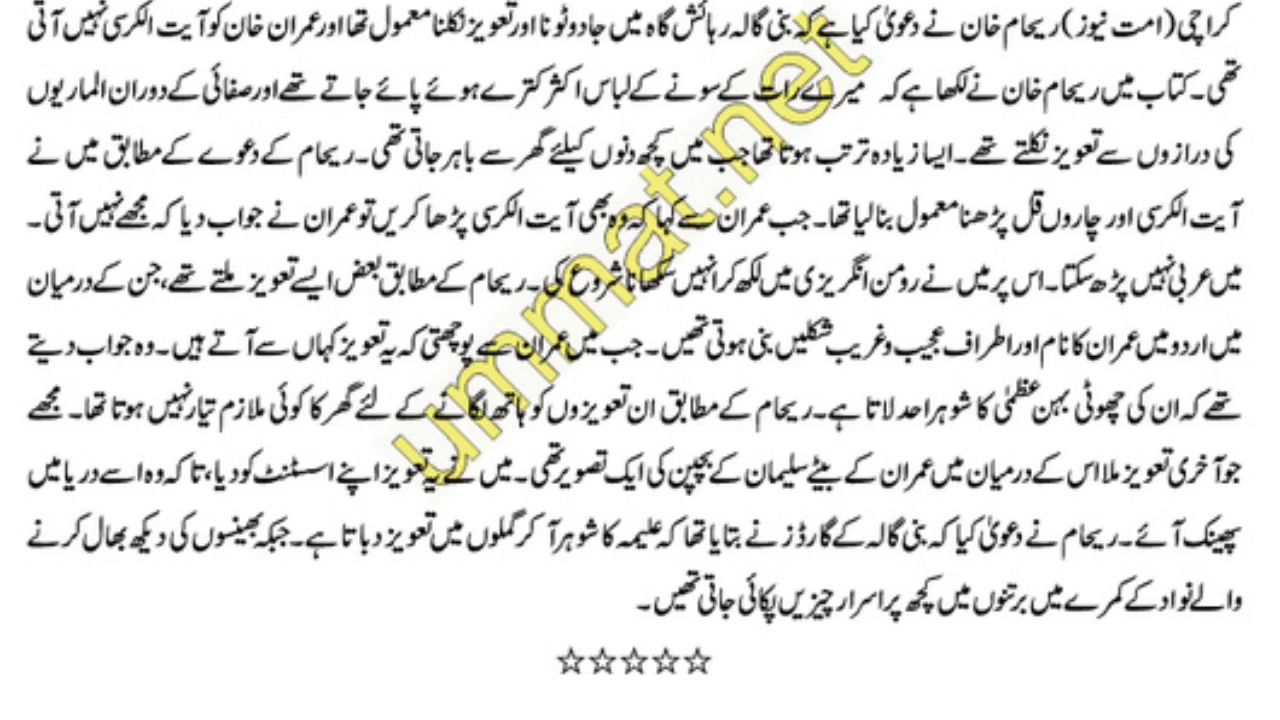 کراچی (امت نیوز) ریحام خان نے دعویٰ کیا ہے کہ بنی گالہ رہائش گاہ میں جادو ٹونا اور تعویز نکلنا معمول تھا اور عمران خان کو آیت الکرسی نہیں آتی
تھی۔ کتاب میں ریحام خان نے لکھا ہے کہ میرے رات کے سونے کے لباس اکثر کترے ہوئے پائے جاتے تھے اور صفائی کے دوران الماریوں
کی درازوں سے تعویز نکلتے تھے۔ ایسا زیادہ تر تب ہوتا تھا جب میں کچھ دنوں کیلئے گھر سے باہر جاتی تھی۔ ریحام کے دعوے کے مطابق میں نے
آیت الکرسی اور چاروں قل پڑھنا معمول بنا لیا تھا۔ جب عمران سے کہا کہ وہ بھی آیت الکرسی پڑھا کریں تو عمران نے جواب دیا کہ مجھے نہیں آتی۔
میں عربی نہیں پڑھ سکتا۔ اس پر میں نے رومن انگریزی میں لکھ کر انہیں سکھانا شروع کی۔ ریحام کے مطابق بعض ایسے تعویز ملتے تھے، جن کے درمیان
میں اردو میں عمران کا نام اور اطراف عجیب و غریب شکلیں بنی ہوتی تھیں۔ جب میں عمران سے پوچھتی کہ یہ تعویز کہاں سے آتے ہیں۔ وہ جواب دیتے
تھے کہ ان کی چھوٹی بہن عظمیٰ کا شوہر احد لاتا ہے۔ ریحام کے مطابق ان تعویزوں کو ہاتھ لگانے کے لئے گھر کا کوئی ملازم تیار نہیں ہوتا تھا۔ مجھے
جو آخری تعویز ملا اس کے درمیان میں عمران کے بیٹے سلیمان کے بچپن کی ایک تصویر تھی۔ میں نے یہ تعویز اپنے اسسٹنٹ کو دیا، تا کہ وہ اسے دریا میں
پھینک آئے۔ ریحام نے دعویٰ کیا کہ بنی گالہ کے گارڈز نے بتایا تھا کہ علیمہ کا شوہر آ کر گملوں میں تعویز دباتا ہے۔ جبکہ بھینسوں کی دیکھ بھال کرنے
والے نواد کے کمرے میں برتنوں میں کچھ پراسرار چیزیں پکائی جاتی تھیں۔
☆☆☆☆☆
ummat.net